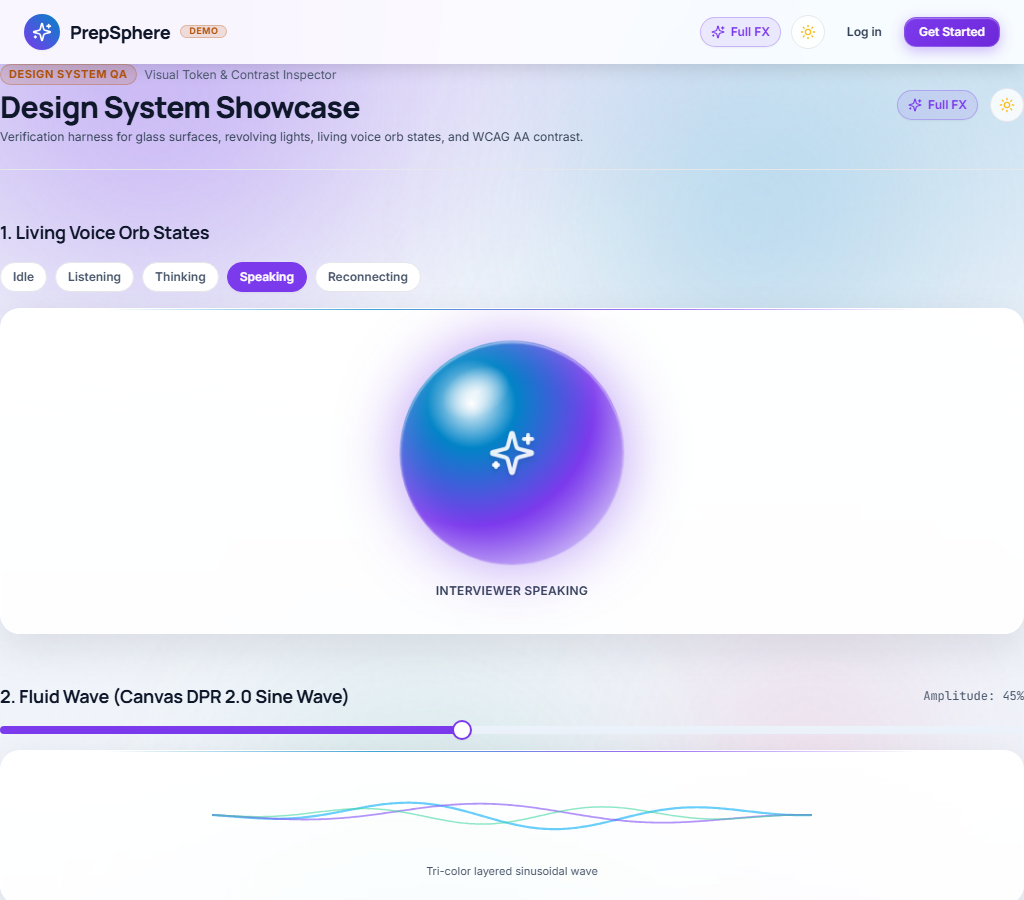 PrepSphere DEMO Full FX Log in Get Started
DESIGN SYSTEM QA Visual Token & Contrast Inspector
Design System Showcase Full FX
Verification harness for glass surfaces, revolving lights, living voice orb states, and WCAG AA contrast.
1. Living Voice Orb States
Idle Listening Thinking Speaking Reconnecting
INTERVIEWER SPEAKING
2. Fluid Wave (Canvas DPR 2.0 Sine Wave) Amplitude: 45%
Tri-color layered sinusoidal wave